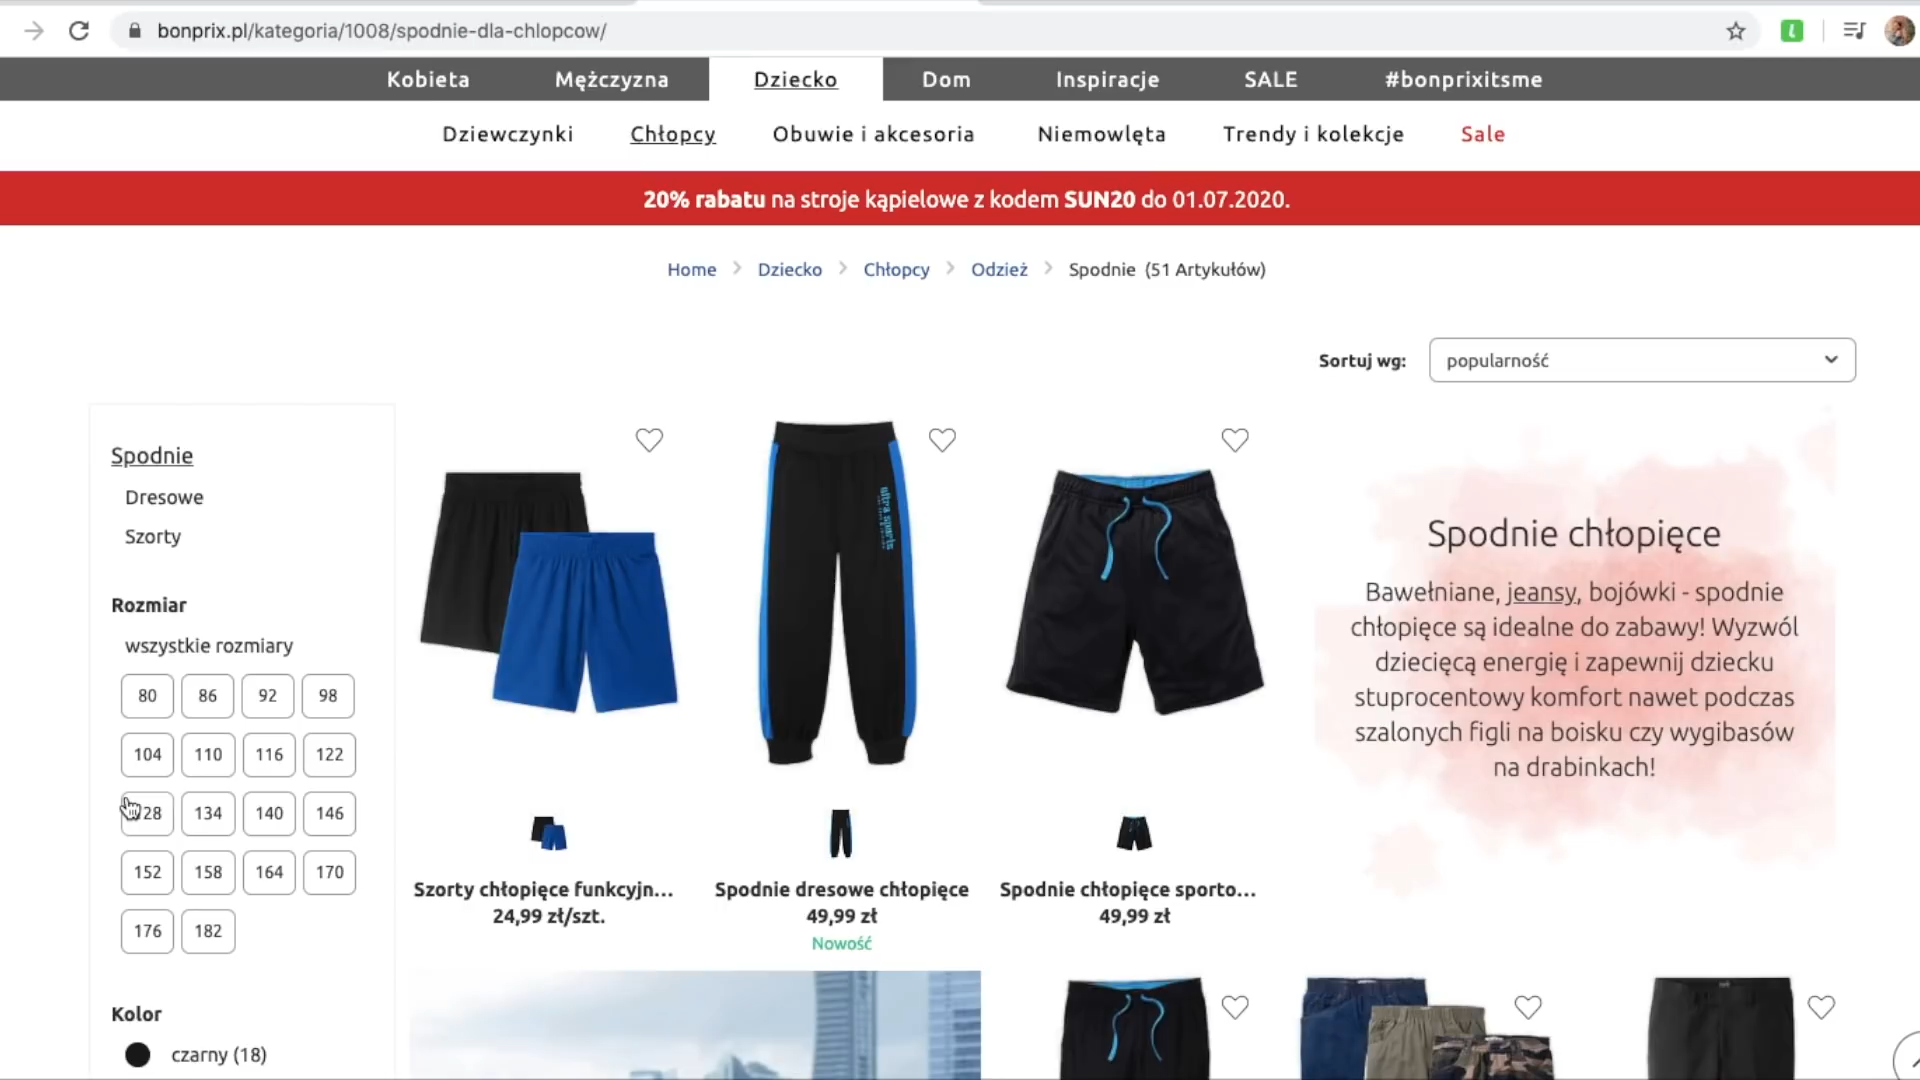 bonprix.pl/kategoria/1008/spodnie-dla-chlopcow/
Kobieta Mężczyzna Dziecko Dom Inspiracje SALE #bonprixitsme
Dziewczynki Chłopcy Obuwie i akcesoria Niemowlęta Trendy i kolekcje Sale
20% rabatu na stroje kąpielowe z kodem SUN20 do 01.07.2020.
Home Dziecko Chłopcy Odzież Spodnie (51 Artykułów)
Sortuj wg: popularność
Spodnie
Dresowe
Szorty
Rozmiar
wszystkie rozmiary
80 86 92 98
104 110 116 122
128 134 140 146
152 158 164 170
176 182
Kolor
czarny (18)
ultra sports
Szorty chłopięce funkcyjn...
24,99 zł/szt.
Spodnie dresowe chłopięce
49,99 zł
Nowość
Spodnie chłopięce sporto...
49,99 zł
Spodnie chłopięce
Bawełniane, jeansy, bojówki - spodnie
chłopięce są idealne do zabawy! Wyzwól
dziecięcą energię i zapewnij dziecku
stuprocentowy komfort nawet podczas
szalonych figli na boisku czy wygibasów
na drabinkach!